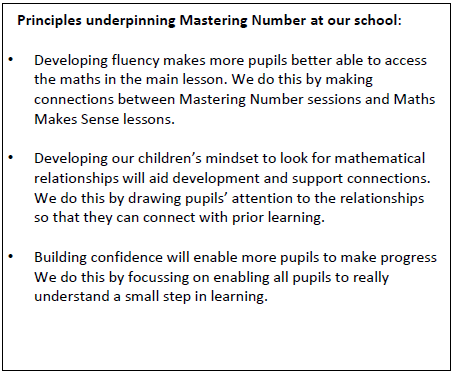 Principles underpinning Mastering Number at our school:
• Developing fluency makes more pupils better able to access
the maths in the main lesson. We do this by making
connections between Mastering Number sessions and Maths
Makes Sense lessons.
• Developing our children's mindset to look for mathematical
relationships will aid development and support connections.
We do this by drawing pupils' attention to the relationships
so that they can connect with prior learning.
• Building confidence will enable more pupils to make progress
We do this by focussing on enabling all pupils to really
understand a small step in learning.